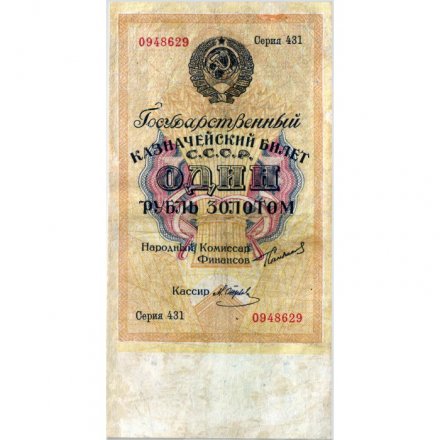 0948629 Серия 431
Государственный
КАЗНАЧЕЙСКИЙ БИЛЕТ
С.С.С.Р.
ОДИН
РУБЛЬ ЗОЛОТОМ
Народный Комиссар
Финансов
Кассир
Серия 431 0948629